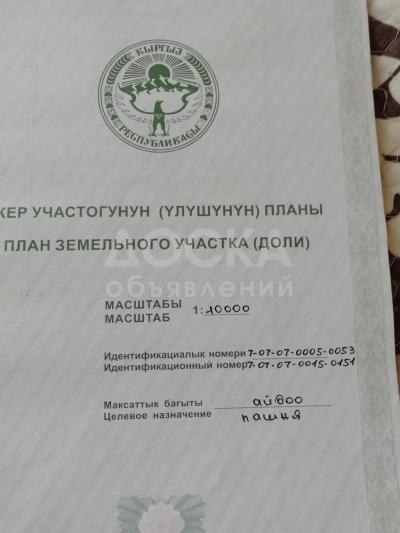 КЫРГЫЗ
РЕСПУБЛИКАСЫ
ЖЕР УЧАСТОГУНУН (ҮЛҮШҮНҮН) ПЛАНЫ
ПЛАН ЗЕМЕЛЬНОГО УЧАСТКА (ДОЛИ)
ДОСКА
объявлений
МАСШТАБЫ
МАСШТАБ 1:10000
Идентификациалык номери 7-07-07-0005-0053
Идентификационный номер 7-07-07-0015-0151
Максаттык багыты айдоо
Целевое назначение пашня